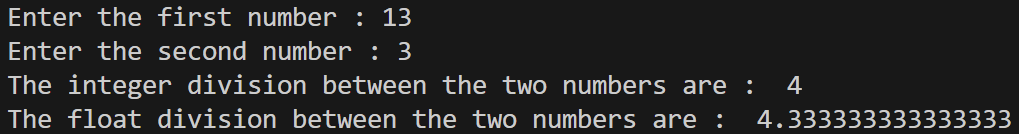 Enter the first number : 13
Enter the second number : 3
The integer division between the two numbers are :  4
The float division between the two numbers are :  4.333333333333333